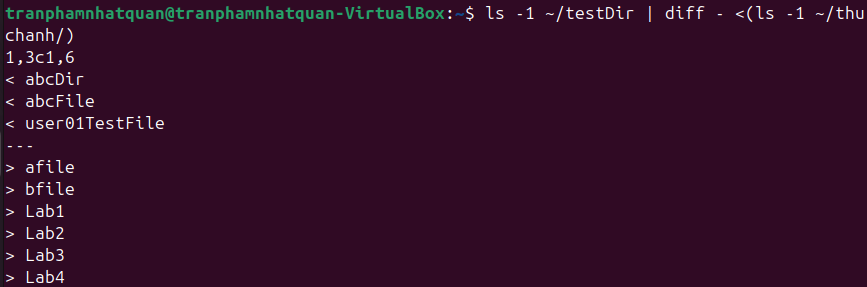 tranphamnhatquan@tranphamnhatquan-VirtualBox:~$ ls -1 ~/testDir | diff - <(ls -1 ~/thu
chanh/)
1,3c1,6
< abcDir
< abcFile
< user01TestFile
---
> afile
> bfile
> Lab1
> Lab2
> Lab3
> Lab4